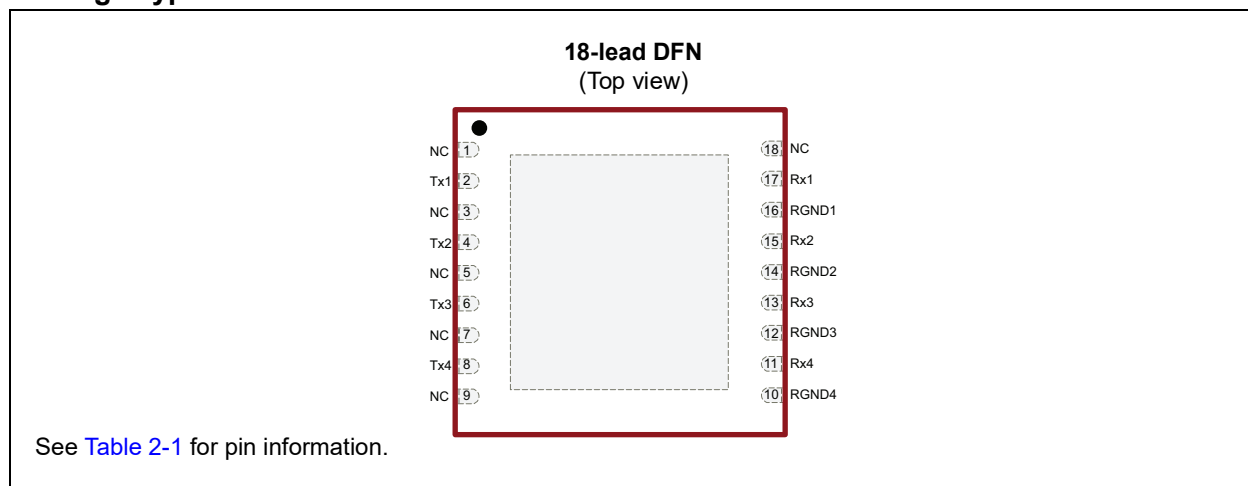 18-lead DFN
(Top view)
NC 1 18 NC
Tx1 2 17 Rx1
NC 3 16 RGND1
Tx2 4 15 Rx2
NC 5 14 RGND2
Tx3 6 13 Rx3
NC 7 12 RGND3
Tx4 8 11 Rx4
NC 9 10 RGND4
See Table 2-1 for pin information.